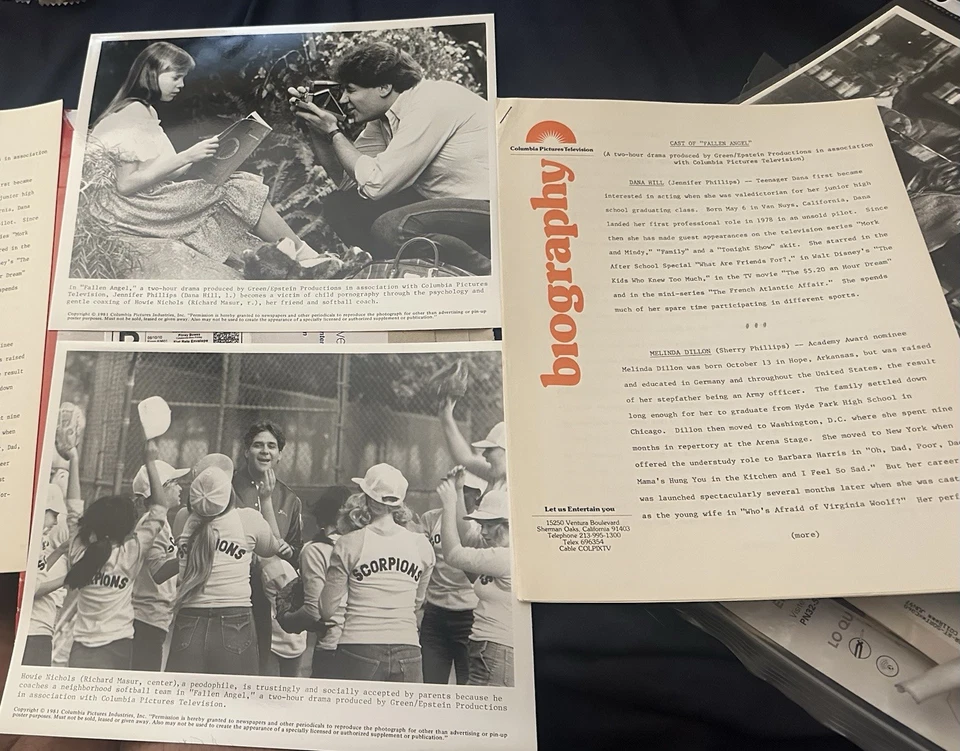 In "Fallen Angel," a two-hour drama produced by Green/Epstein Productions in association with Columbia Pictures
Television, Jennifer Phillips (Dana Hill, l.) becomes a victim of child pornography through the psychology and
gentle coaxing of Howie Nichols (Richard Masur, r.), her friend and softball coach.
Copyright © 1981 Columbia Pictures Industries, Inc. "Permission is hereby granted to newspapers and other periodicals to reproduce the photograph for other than advertising or pin-up
poster purposes. Must not be sold, leased or given away. Also may not be used to create the appearance of a specially licensed or authorized supplement or publication."
SCORPIONS
SCORPIONS
Howie Nichols (Richard Masur, center), a peodophile, is trustingly and socially accepted by parents because he
coaches a neighborhood softball team in "Fallen Angel," a two-hour drama produced by Green/Epstein Productions
in association with Columbia Pictures Television.
Copyright © 1981 Columbia Pictures Industries, Inc. "Permission is hereby granted to newspapers and other periodicals to reproduce the photograph for other than advertising or pin-up
poster purposes. Must not be sold, leased or given away. Also may not be used to create the appearance of a specially licensed or authorized supplement or publication."
Columbia Pictures Television
biography
Let us Entertain you
15250 Ventura Boulevard
Sherman Oaks, California 91403
Telephone 213-995-1300
Telex 696354
Cable COLPIXTV
CAST OF "FALLEN ANGEL"
(A two-hour drama produced by Green/Epstein Productions in association
with Columbia Pictures Television)
DANA HILL (Jennifer Phillips) -- Teenager Dana first became
interested in acting when she was valedictorian for her junior high
school graduating class. Born May 6 in Van Nuys, California, Dana
landed her first professional role in 1978 in an unsold pilot. Since
then she has made guest appearances on the television series "Mork
and Mindy," "Family" and a "Tonight Show" skit. She starred in the
After School Special "What Are Friends For?," in Walt Disney's "The
Kids Who Knew Too Much," in the TV movie "The $5.20 an Hour Dream"
and in the mini-series "The French Atlantic Affair." She spends
much of her spare time participating in different sports.
# # #
MELINDA DILLON (Sherry Phillips) -- Academy Award nominee
Melinda Dillon was born October 13 in Hope, Arkansas, but was raised
and educated in Germany and throughout the United States, the result
of her stepfather being an Army officer. The family settled down
long enough for her to graduate from Hyde Park High School in
Chicago. Dillon then moved to Washington, D.C. where she spent nine
months in repertory at the Arena Stage. She moved to New York when
offered the understudy role to Barbara Harris in "Oh, Dad, Poor, Dad,
Mama's Hung You in the Kitchen and I Feel So Sad." But her career
was launched spectacularly several months later when she was cast
as the young wife in "Who's Afraid of Virginia Woolf?" Her perf
(more)